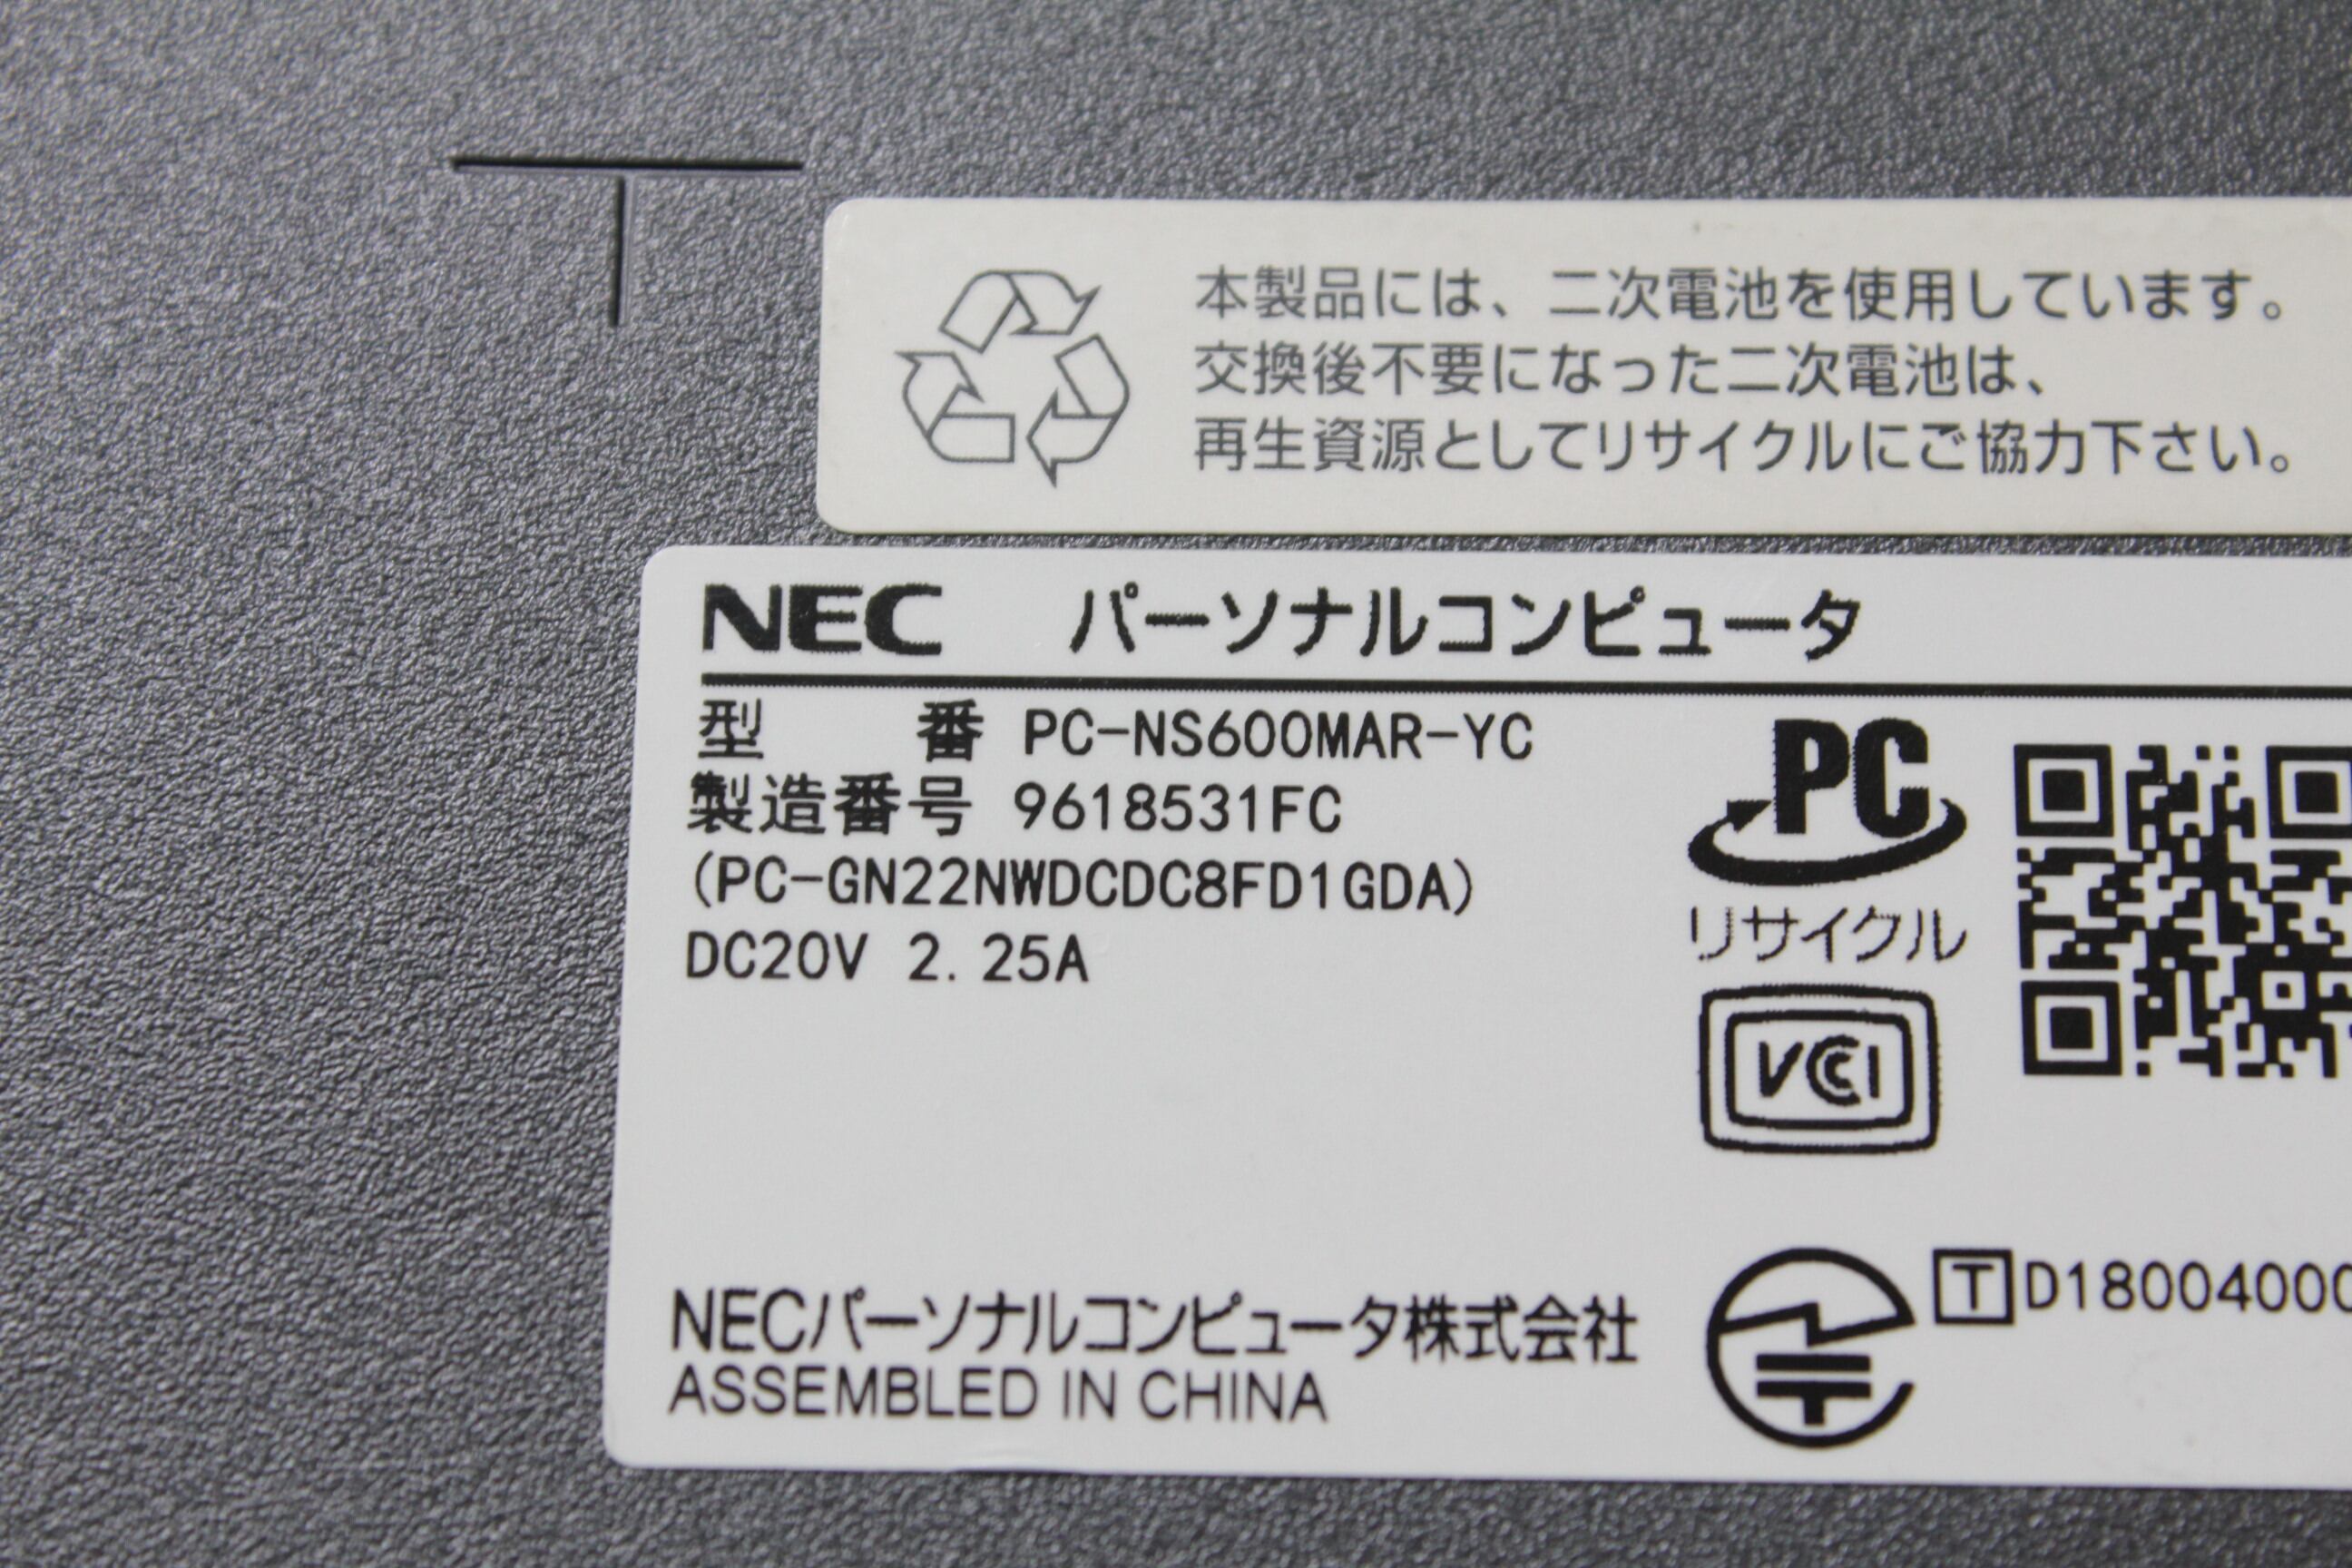 本製品には、二次電池を使用しています。
交換後不要になった二次電池は、
再生資源としてリサイクルにご協力下さい。
NEC パーソナルコンピュータ
型 番 PC-NS600MAR-YC
製造番号 9618531FC
(PC-GN22NWDCDC8FD1GDA)
DC20V 2.25A
PC
リサイクル
VCCI
T D18004000
NECパーソナルコンピュータ株式会社
ASSEMBLED IN CHINA